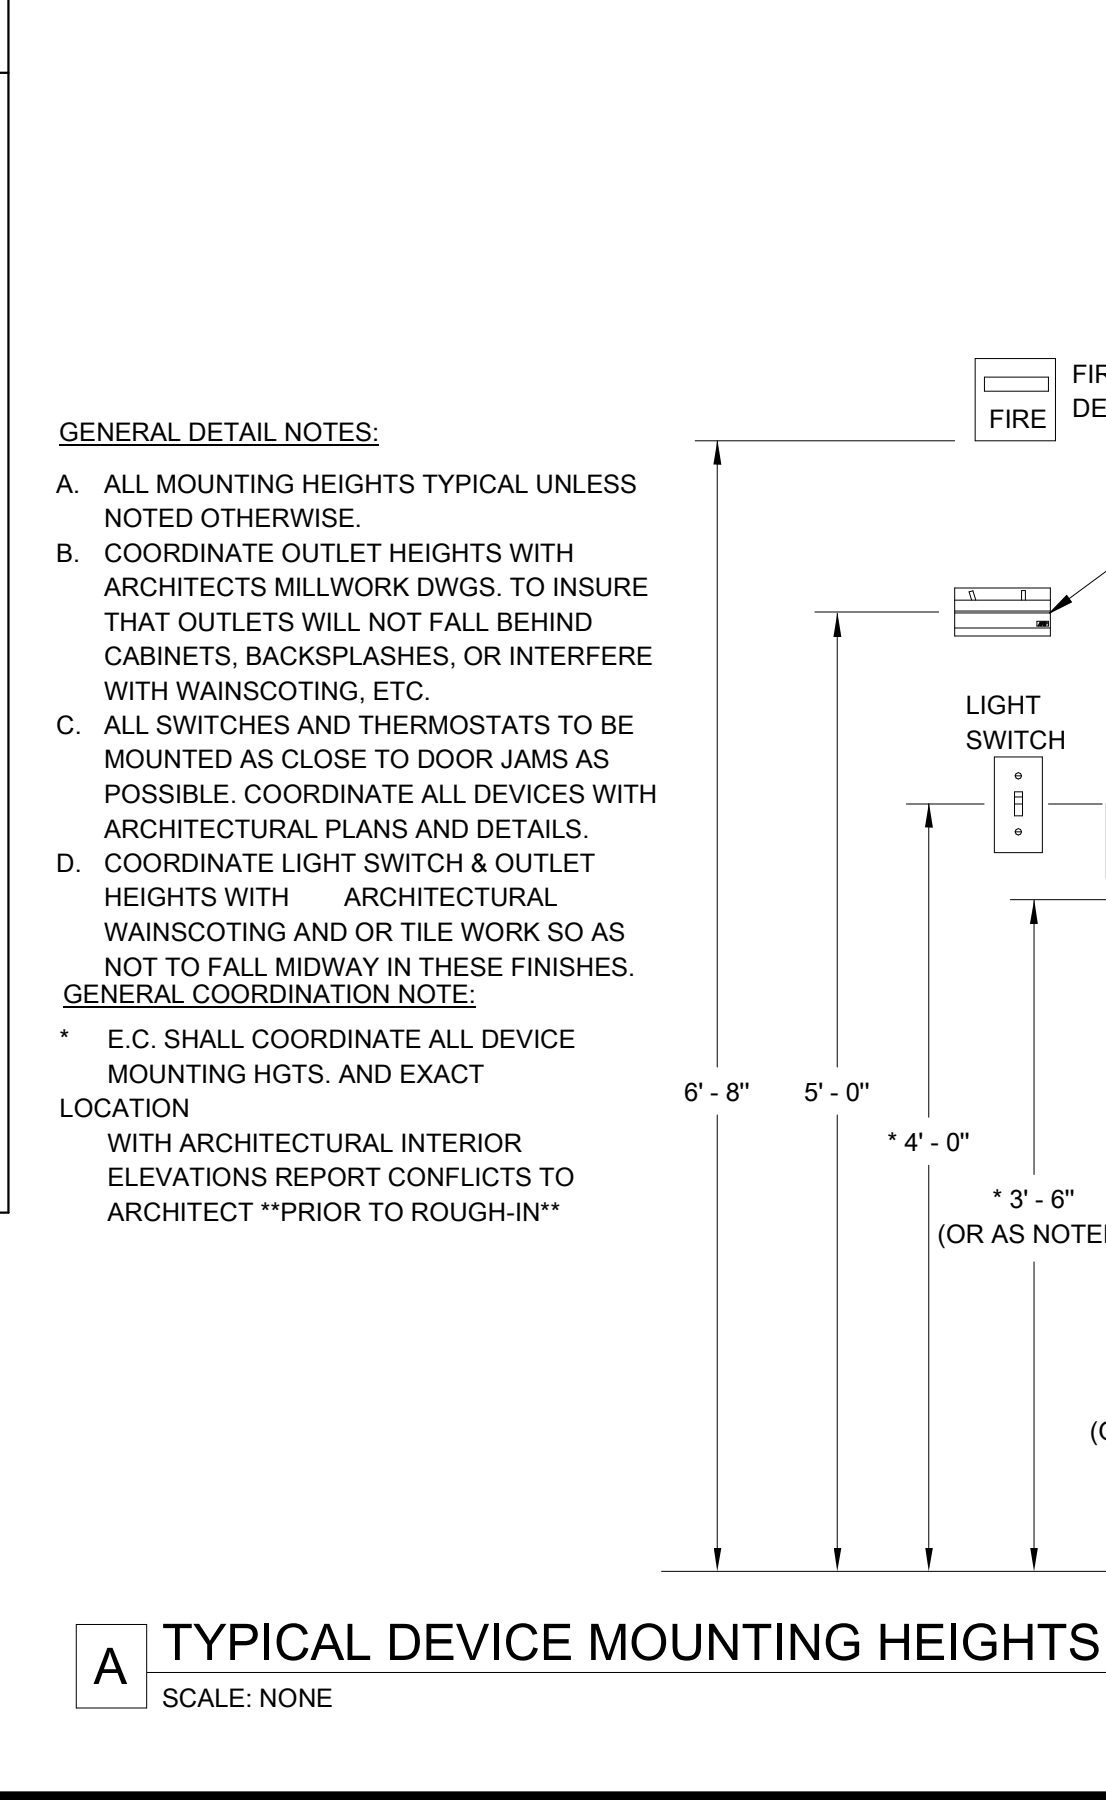 GENERAL DETAIL NOTES:
A. ALL MOUNTING HEIGHTS TYPICAL UNLESS
NOTED OTHERWISE.
B. COORDINATE OUTLET HEIGHTS WITH
ARCHITECTS MILLWORK DWGS. TO INSURE
THAT OUTLETS WILL NOT FALL BEHIND
CABINETS, BACKSPLASHES, OR INTERFERE
WITH WAINSCOTING, ETC.
C. ALL SWITCHES AND THERMOSTATS TO BE
MOUNTED AS CLOSE TO DOOR JAMS AS
POSSIBLE. COORDINATE ALL DEVICES WITH
ARCHITECTURAL PLANS AND DETAILS.
D. COORDINATE LIGHT SWITCH & OUTLET
HEIGHTS WITH ARCHITECTURAL
WAINSCOTING AND OR TILE WORK SO AS
NOT TO FALL MIDWAY IN THESE FINISHES.
GENERAL COORDINATION NOTE:
* E.C. SHALL COORDINATE ALL DEVICE
MOUNTING HGTS. AND EXACT
LOCATION
WITH ARCHITECTURAL INTERIOR
ELEVATIONS REPORT CONFLICTS TO
ARCHITECT **PRIOR TO ROUGH-IN**
FIRE
LIGHT
SWITCH
6' - 8"
5' - 0"
* 4' - 0"
* 3' - 6"
(OR AS
A
TYPICAL DEVICE MOUNTING HEIGHTS
SCALE: NONE